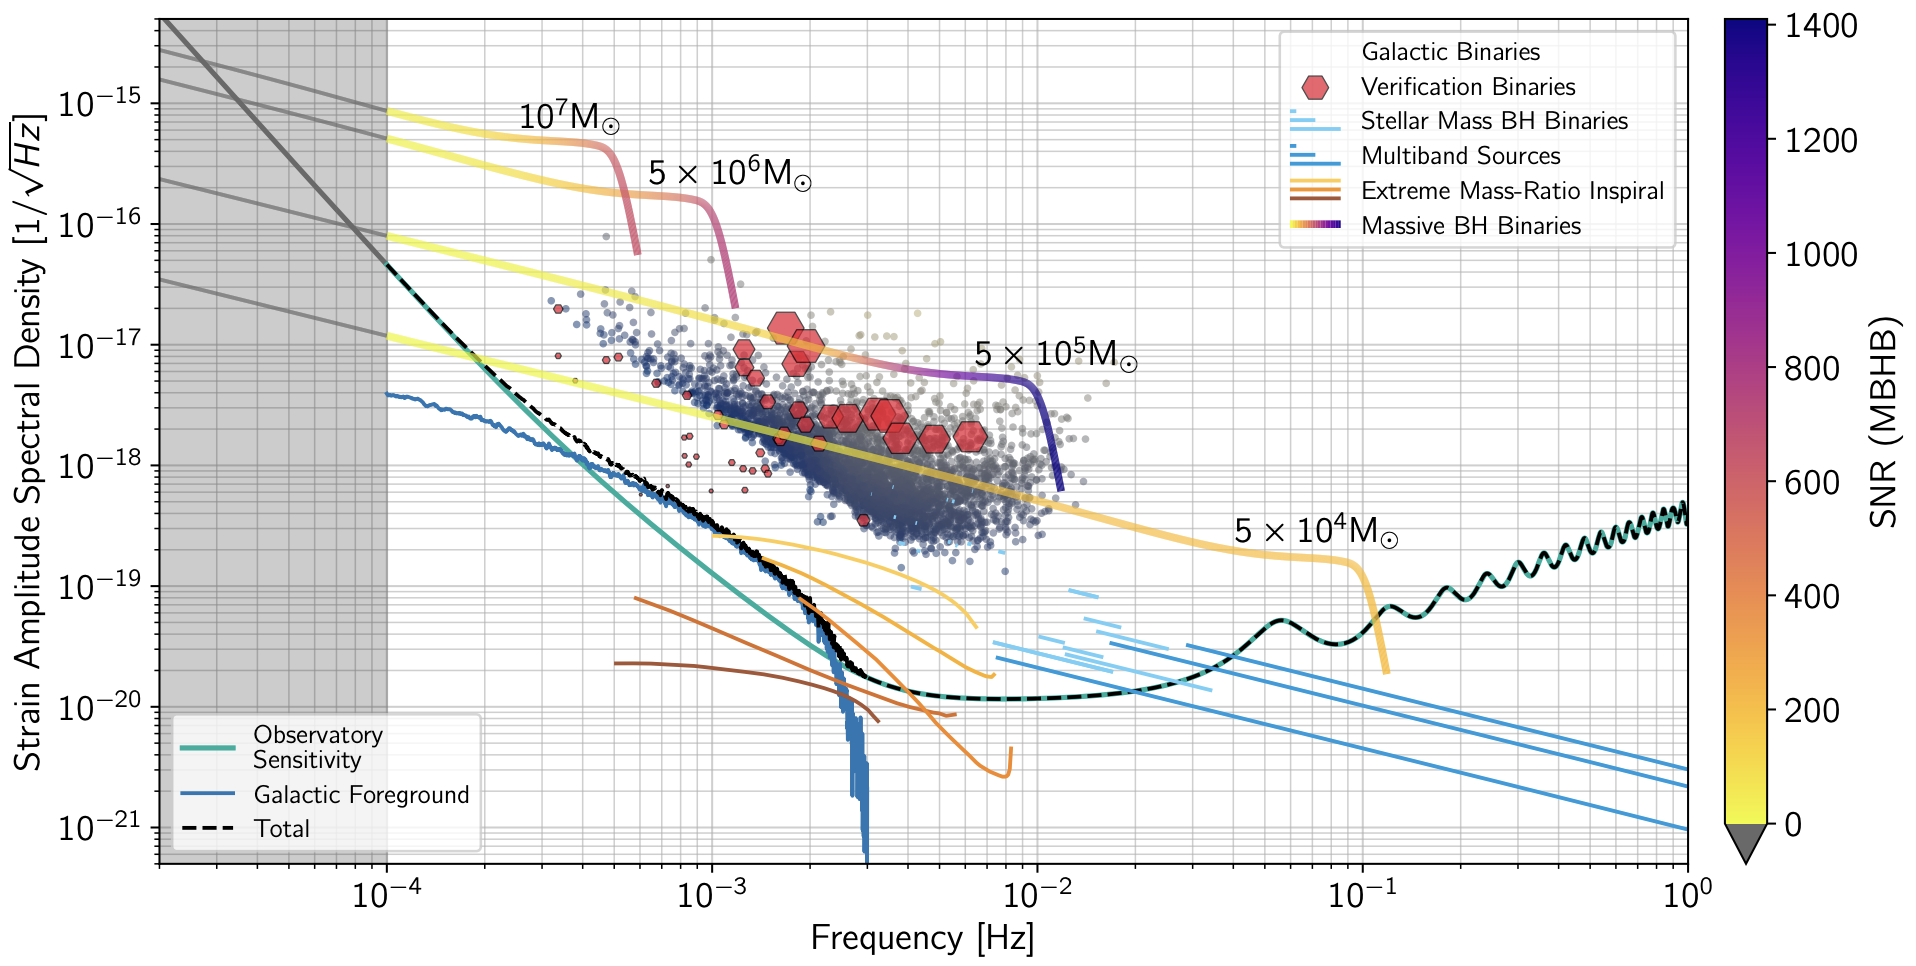 Strain Amplitude Spectral Density [1/√Hz]
10⁻¹⁵
10⁻¹⁶
10⁻¹⁷
10⁻¹⁸
10⁻¹⁹
10⁻²⁰
10⁻²¹
10⁷M☉
5 × 10⁶M☉
5 × 10⁵M☉
5 × 10⁴M☉
Galactic Binaries
Verification Binaries
Stellar Mass BH Binaries
Multiband Sources
Extreme Mass-Ratio Inspiral
Massive BH Binaries
Observatory
Sensitivity
Galactic Foreground
Total
10⁻⁴
10⁻³
10⁻²
10⁻¹
10⁰
Frequency [Hz]
1400
1200
1000
800
600
400
200
0
SNR (MBHB)